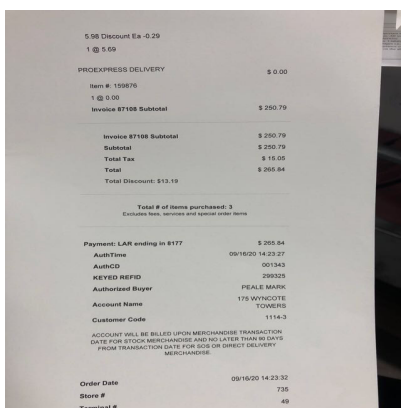 5.98 Discount Ea -0.29
1 @ 5.69
PROEXPRESS DELIVERY $ 0.00
Item #: 159876
1 @ 0.00
Invoice 87108 Subtotal $ 250.79
Invoice 87108 Subtotal $ 250.79
Subtotal $ 250.79
Total Tax $ 15.05
Total $ 265.84
Total Discount: $13.19
Total # of items purchased: 3
Excludes fees, services and special order items
Payment: LAR ending in 8177 $ 265.84
AuthTime 09/16/20 14:23:27
AuthCD 001343
KEYED REFID 299325
Authorized Buyer PEALE MARK
Account Name 175 WYNCOTE
TOWERS
Customer Code 1114-3
ACCOUNT WILL BE BILLED UPON MERCHANDISE TRANSACTION
DATE FOR STOCK MERCHANDISE AND NO LATER THAN 90 DAYS
FROM TRANSACTION DATE FOR SOS OR DIRECT DELIVERY
MERCHANDISE.
Order Date 09/16/20 14:23:32
Store # 735
Terminal # 49